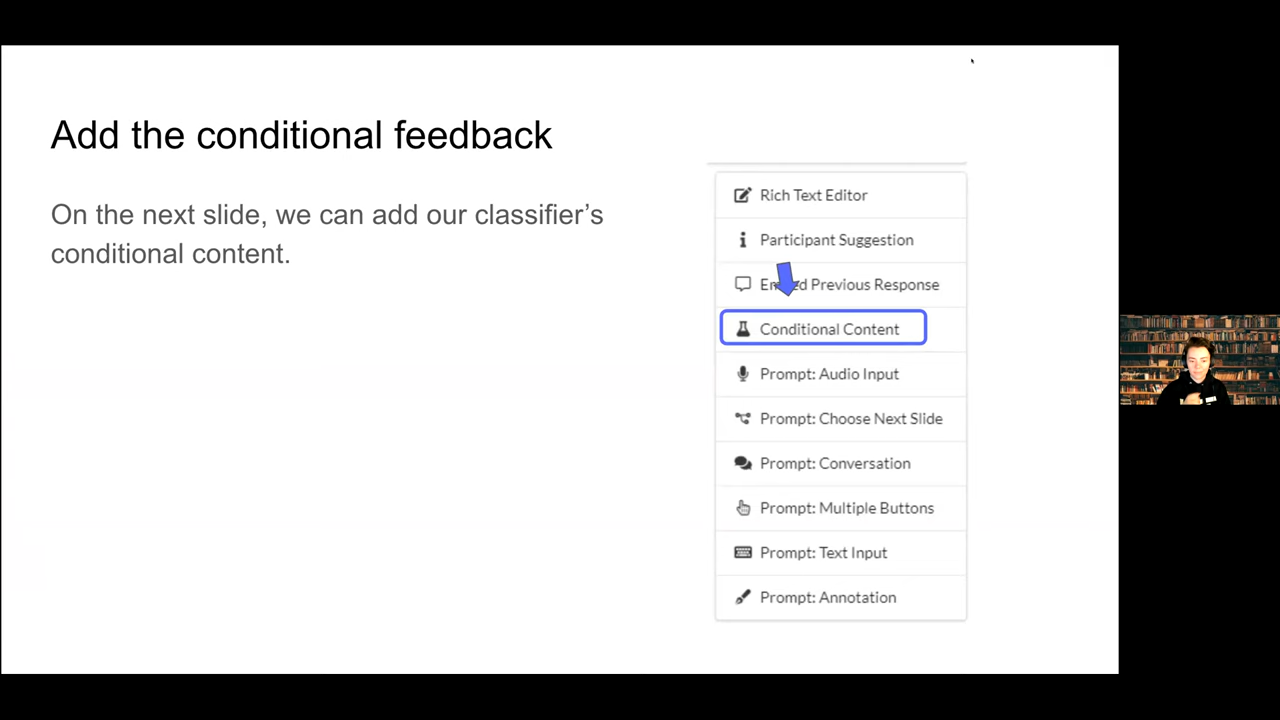 Add the conditional feedback
On the next slide, we can add our classifier’s
conditional content.
Rich Text Editor
Participant Suggestion
Previous Response
Conditional Content
Prompt: Audio Input
Prompt: Choose Next Slide
Prompt: Conversation
Prompt: Multiple Buttons
Prompt: Text Input
Prompt: Annotation